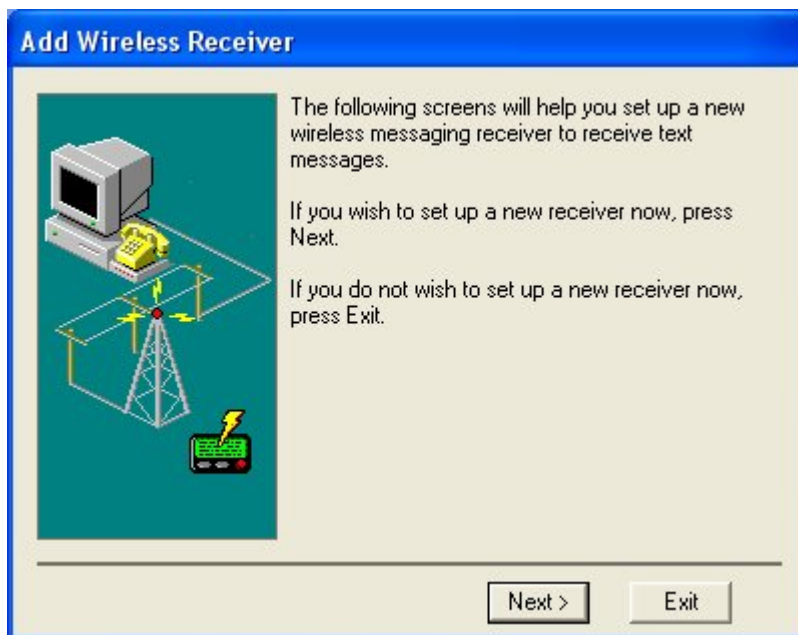 Add Wireless Receiver
The following screens will help you set up a new
wireless messaging receiver to receive text
messages.
If you wish to set up a new receiver now, press
Next.
If you do not wish to set up a new receiver now,
press Exit.
Next >
Exit